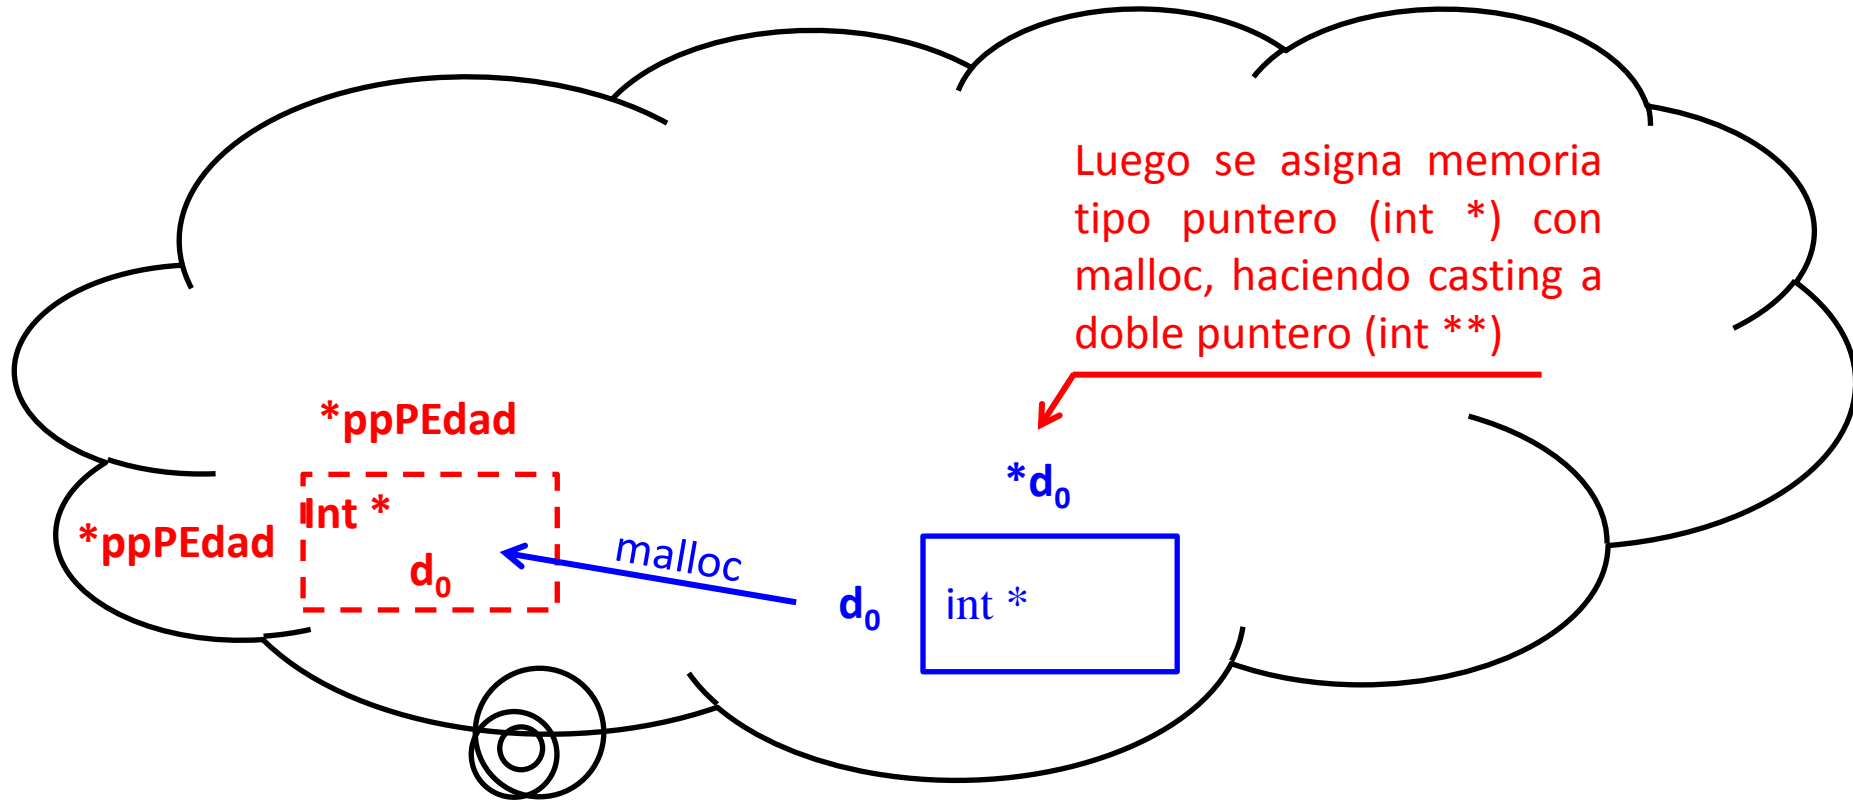 Luego se asigna memoria
tipo puntero (int *) con
malloc, haciendo casting a
doble puntero (int **)
*ppPEdad
*d₀
*ppPEdad
Int *
d₀
malloc
d₀
int *